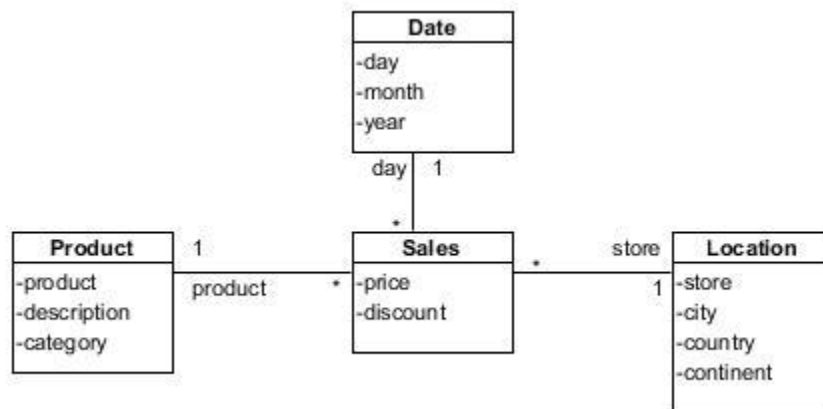 Date
-day
-month
-year
day 1
*
Product
-product
-description
-category
1
product
*
Sales
-price
-discount
*
store
1
Location
-store
-city
-country
-continent